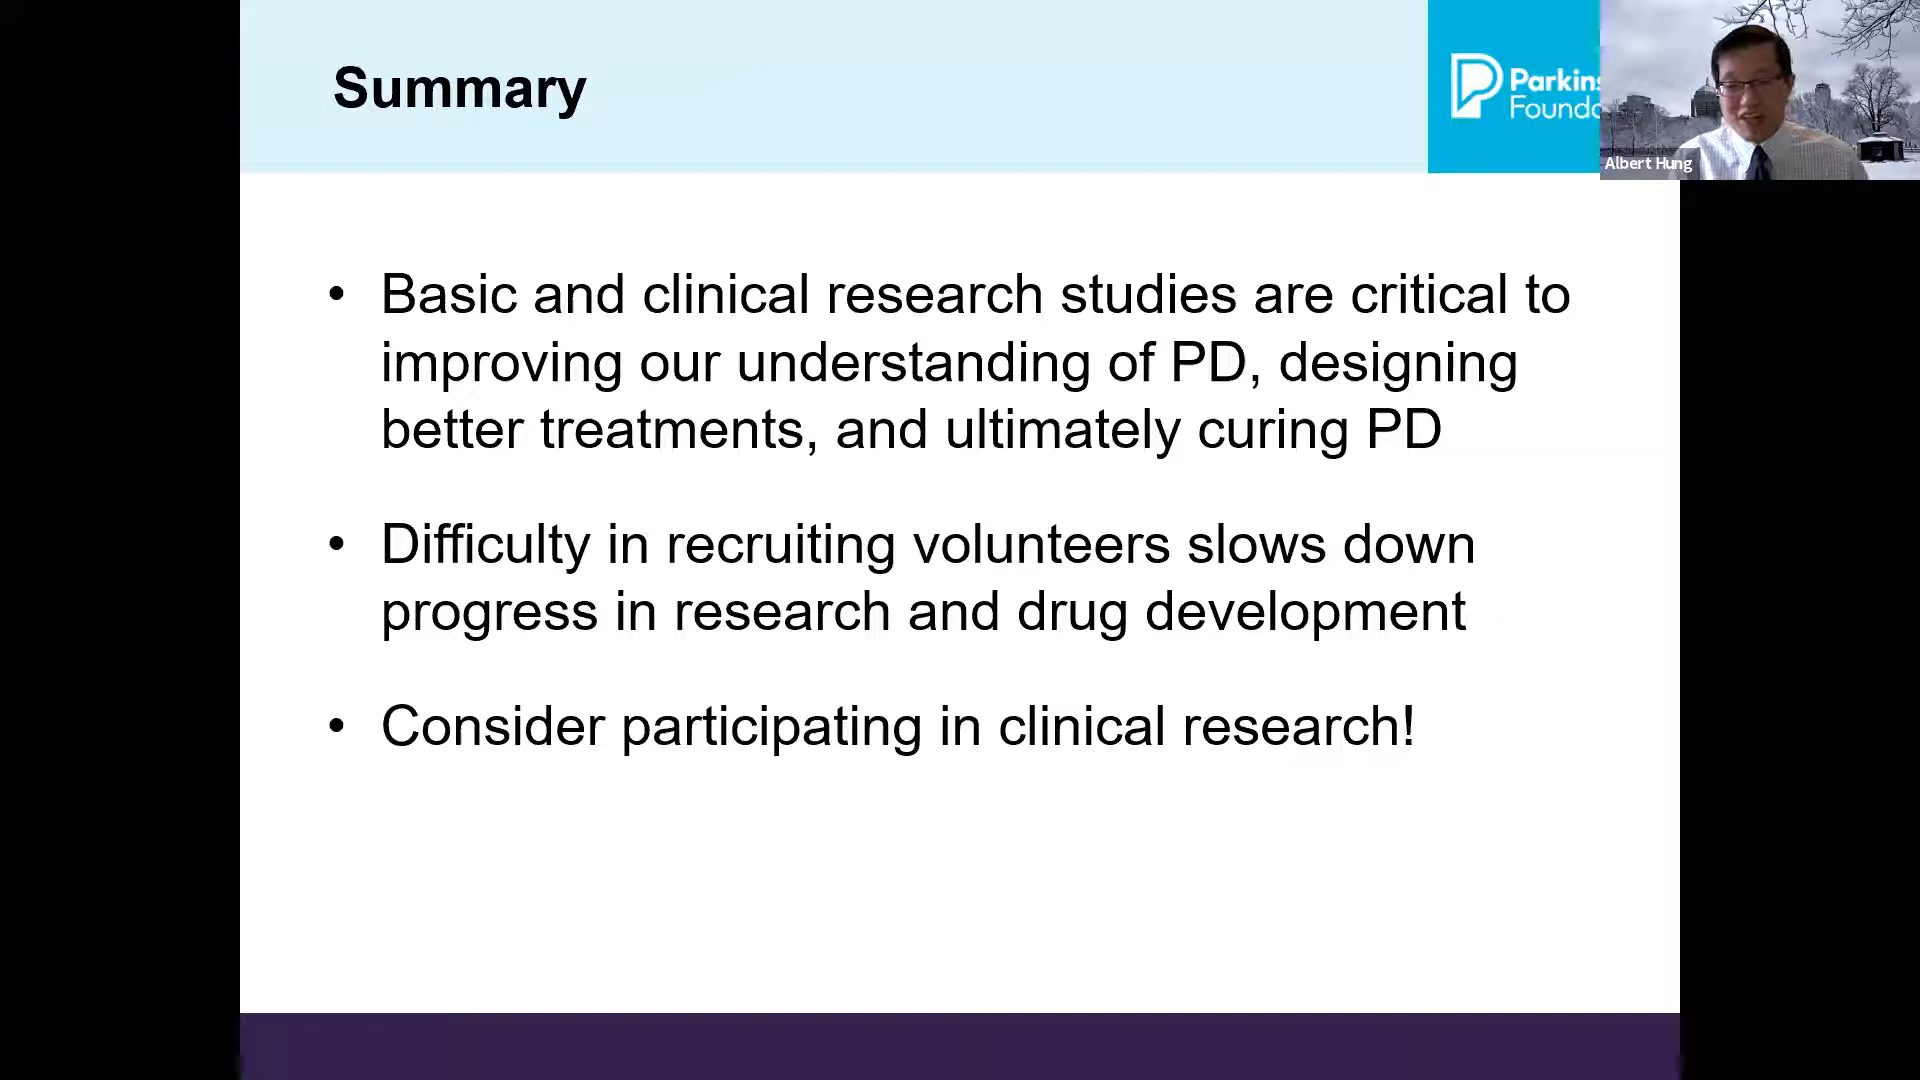 Summary
Parkins
Founda
Albert Hung
• Basic and clinical research studies are critical to
improving our understanding of PD, designing
better treatments, and ultimately curing PD
• Difficulty in recruiting volunteers slows down
progress in research and drug development
• Consider participating in clinical research!